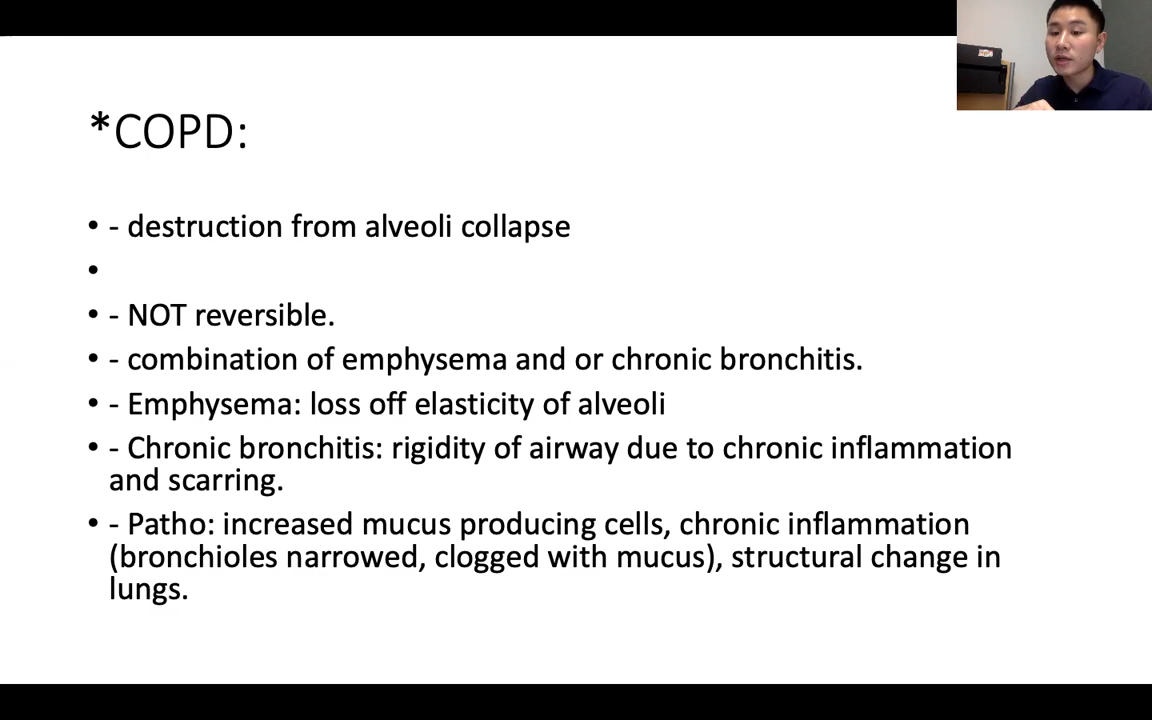 *COPD:
• - destruction from alveoli collapse
•
• - NOT reversible.
• - combination of emphysema and or chronic bronchitis.
• - Emphysema: loss off elasticity of alveoli
• - Chronic bronchitis: rigidity of airway due to chronic inflammation
and scarring.
• - Patho: increased mucus producing cells, chronic inflammation
(bronchioles narrowed, clogged with mucus), structural change in
lungs.